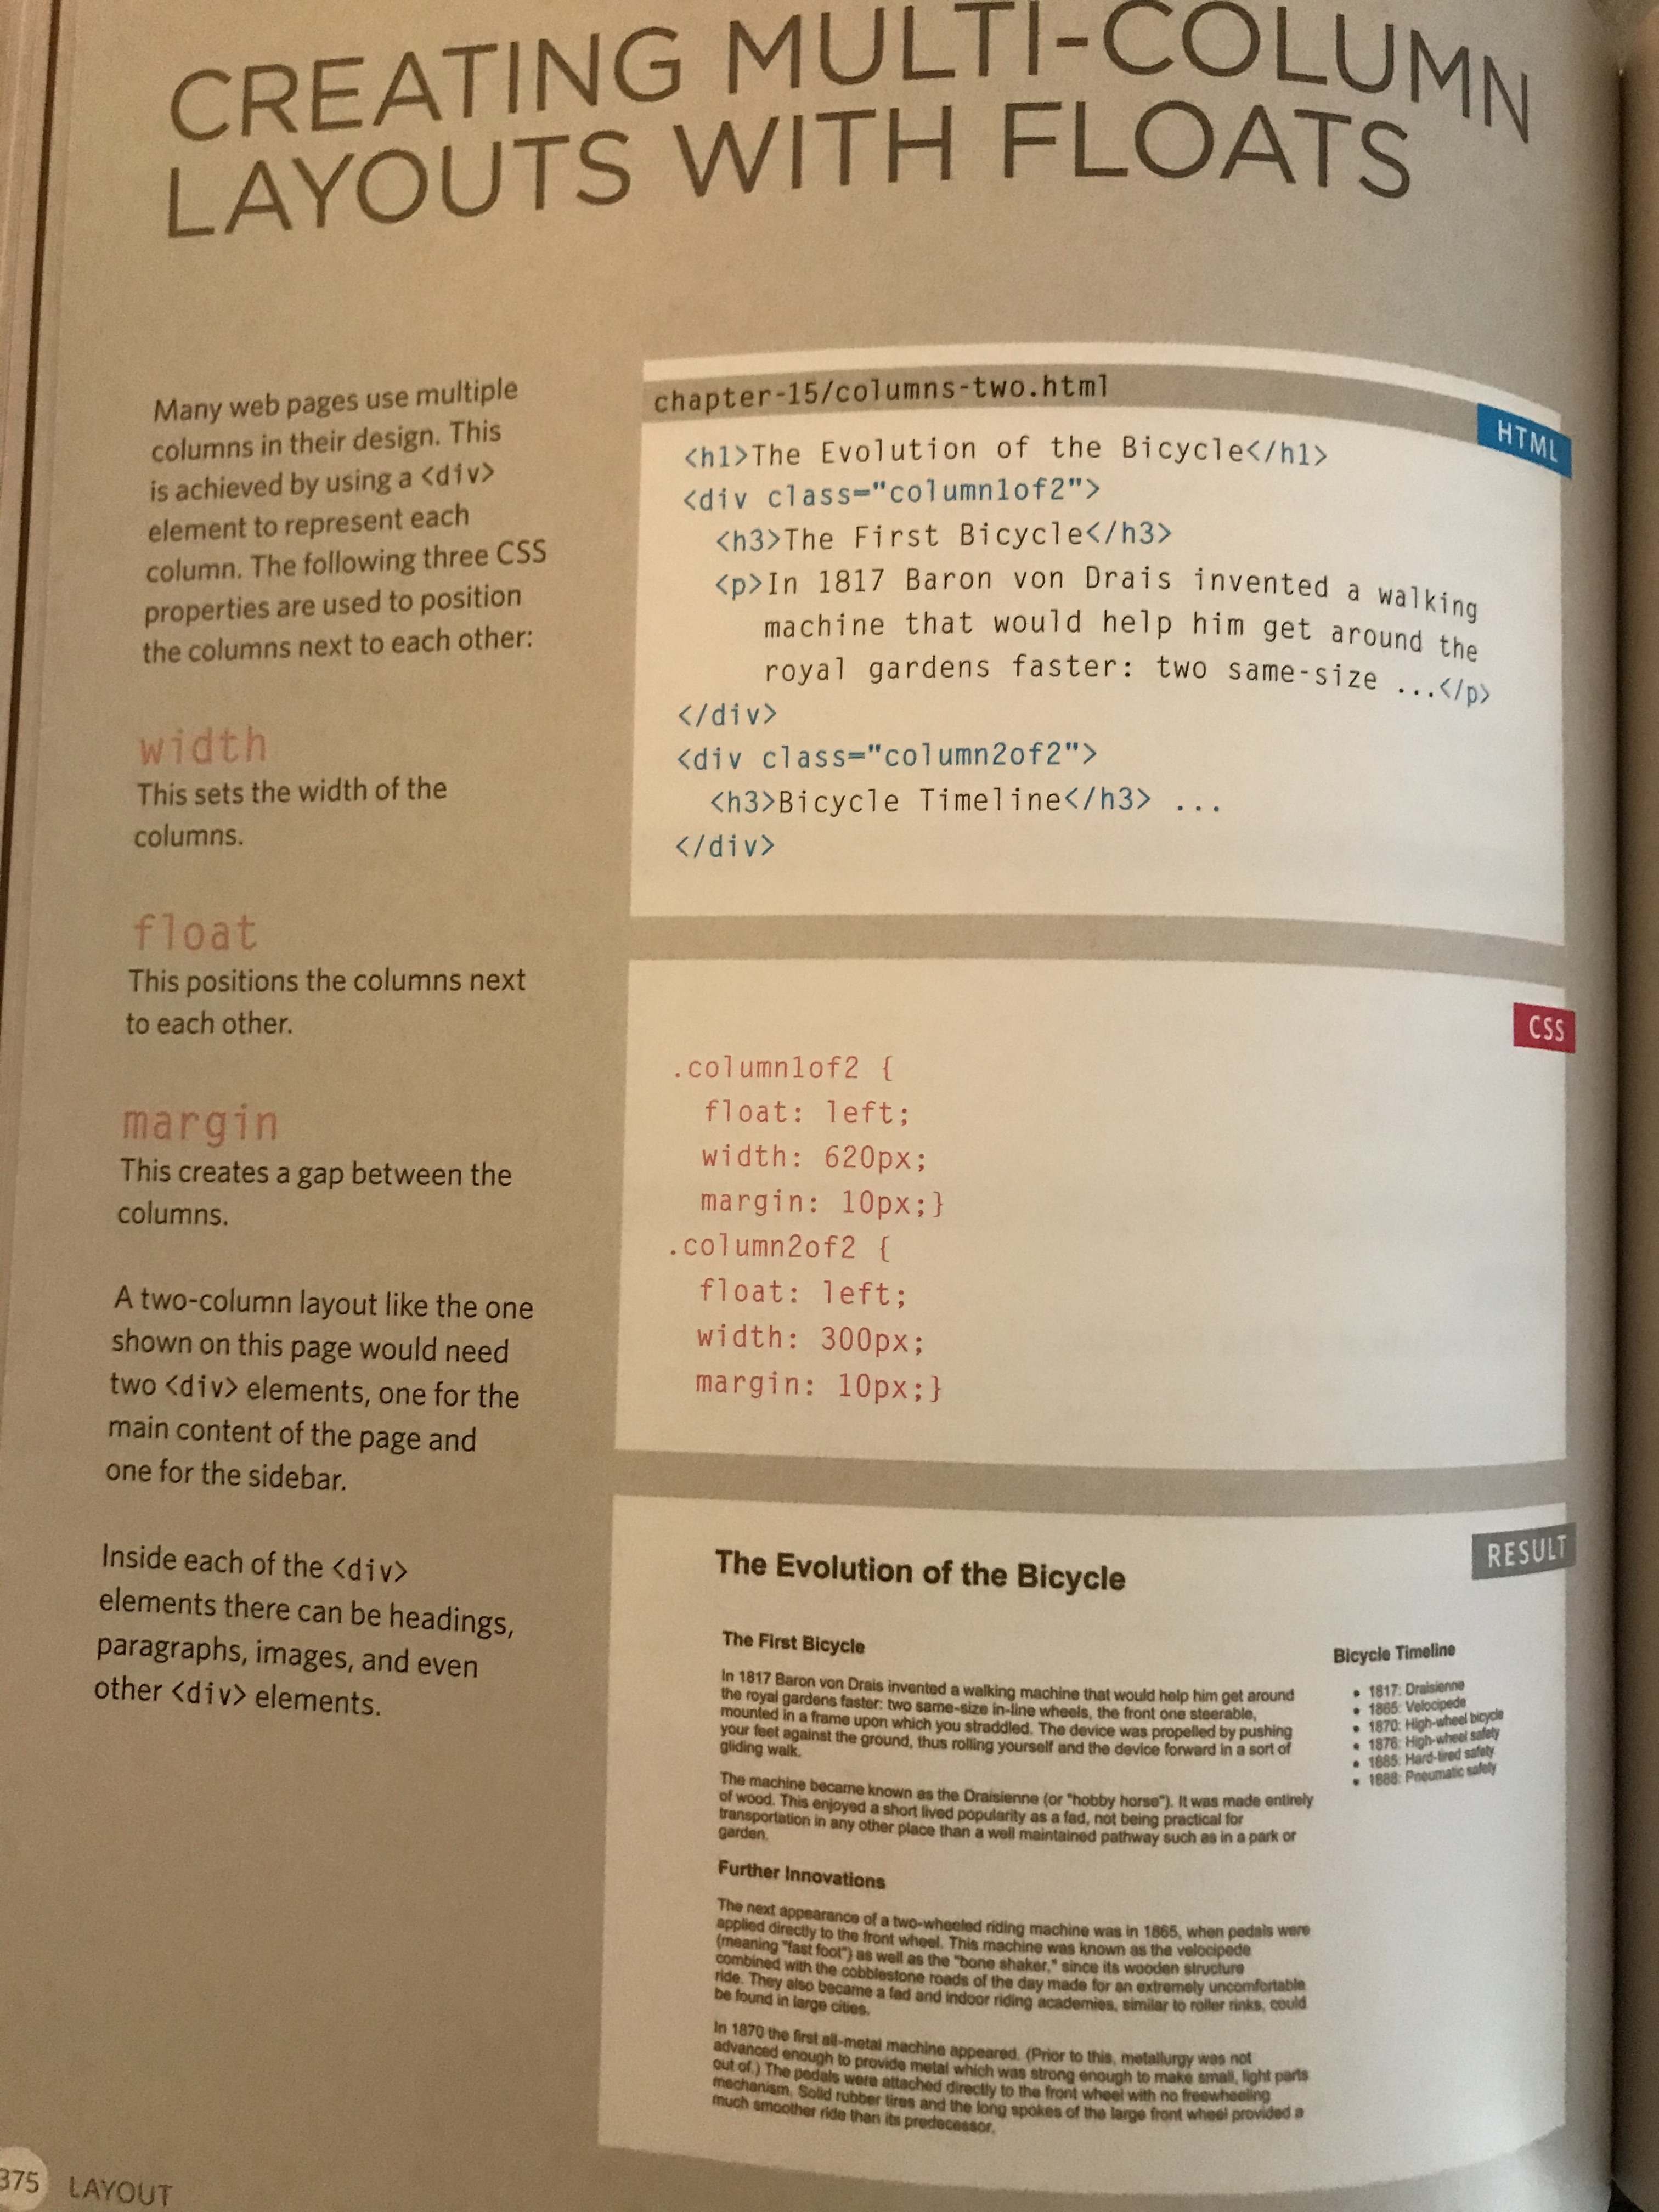 CREATING MULTI-COLUMN
LAYOUTS WITH FLOATS
Many web pages use multiple
columns in their design. This
is achieved by using a <div>
element to represent each
column. The following three CSS
properties are used to position
the columns next to each other:
width
This sets the width of the
columns.
float
This positions the columns next
to each other.
margin
This creates a gap between the
columns.
A two-column layout like the one
shown on this page would need
two <div> elements, one for the
main content of the page and
one for the sidebar.
Inside each of the <div>
elements there can be headings,
paragraphs, images, and even
other <div> elements.
chapter-15/columns-two.html
HTML
<h1>The Evolution of the Bicycle</h1>
<div class="column1of2">
<h3>The First Bicycle</h3>
<p>In 1817 Baron von Drais invented a walking
machine that would help him get around the
royal gardens faster: two same-size ...</p>
</div>
<div class="column2of2">
<h3>Bicycle Timeline</h3> ...
</div>
CSS
.column1of2 {
float: left;
width: 620px;
margin: 10px;}
.column2of2 {
float: left;
width: 300px;
margin: 10px;}
RESULT
The Evolution of the Bicycle
The First Bicycle
In 1817 Baron von Drais invented a walking machine that would help him get around
the royal gardens faster: two same-size in-line wheels, the front one steerable,
mounted in a frame upon which you straddled. The device was propelled by pushing
your feet against the ground, thus rolling yourself and the device forward in a sort of
gliding walk.
The machine became known as the Draisienne (or "hobby horse"). It was made entirely
of wood. This enjoyed a short lived popularity as a fad, not being practical for
transportation in any other place than a well maintained pathway such as in a park or
garden.
Further Innovations
The next appearance of a two-wheeled riding machine was in 1865, when pedals were
applied directly to the front wheel. This machine was known as the velocipede
(meaning "fast foot") as well as the "bone shaker," since its wooden structure
combined with the cobblestone roads of the day made for an extremely uncomfortable
ride. They also became a fad and indoor riding academies, similar to roller rinks, could
be found in large cities.
In 1870 the first all-metal machine appeared. (Prior to this, metallurgy was not
advanced enough to provide metal which was strong enough to make small, light parts
out of.) The pedals were attached directly to the front wheel with no freewheeling
mechanism. Solid rubber tires and the long spokes of the large front wheel provided a
much smoother ride than its predecessor.
Bicycle Timeline
• 1817: Draisienne
• 1865: Velocipede
• 1870: High-wheel bicycle
• 1876: High-wheel safety
• 1885: Hard-tired safety
• 1888: Pneumatic safety
375 LAYOUT